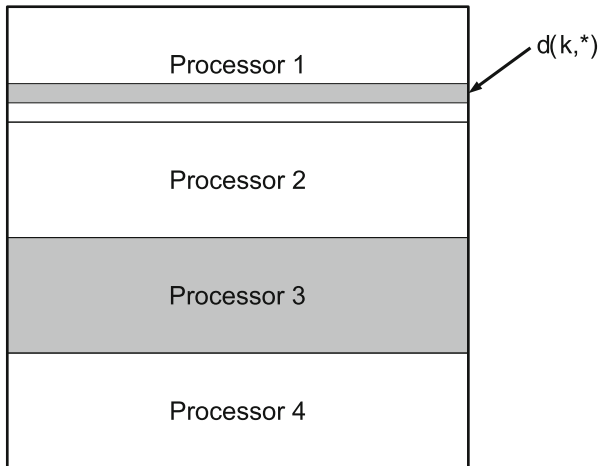 d(k,*)
Processor 1
Processor 2
Processor 3
Processor 4